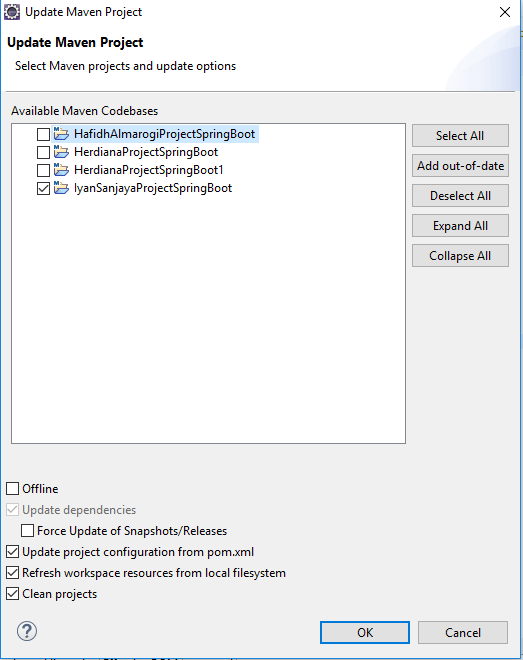 Update Maven Project
Update Maven Project
Select Maven projects and update options
Available Maven Codebases
HafidhAlmarogiProjectSpringBoot
HerdianaProjectSpringBoot
HerdianaProjectSpringBoot1
IyanSanjayaProjectSpringBoot
Select All
Add out-of-date
Deselect All
Expand All
Collapse All
Offline
Update dependencies
Force Update of Snapshots/Releases
Update project configuration from pom.xml
Refresh workspace resources from local filesystem
Clean projects
?
OK
Cancel